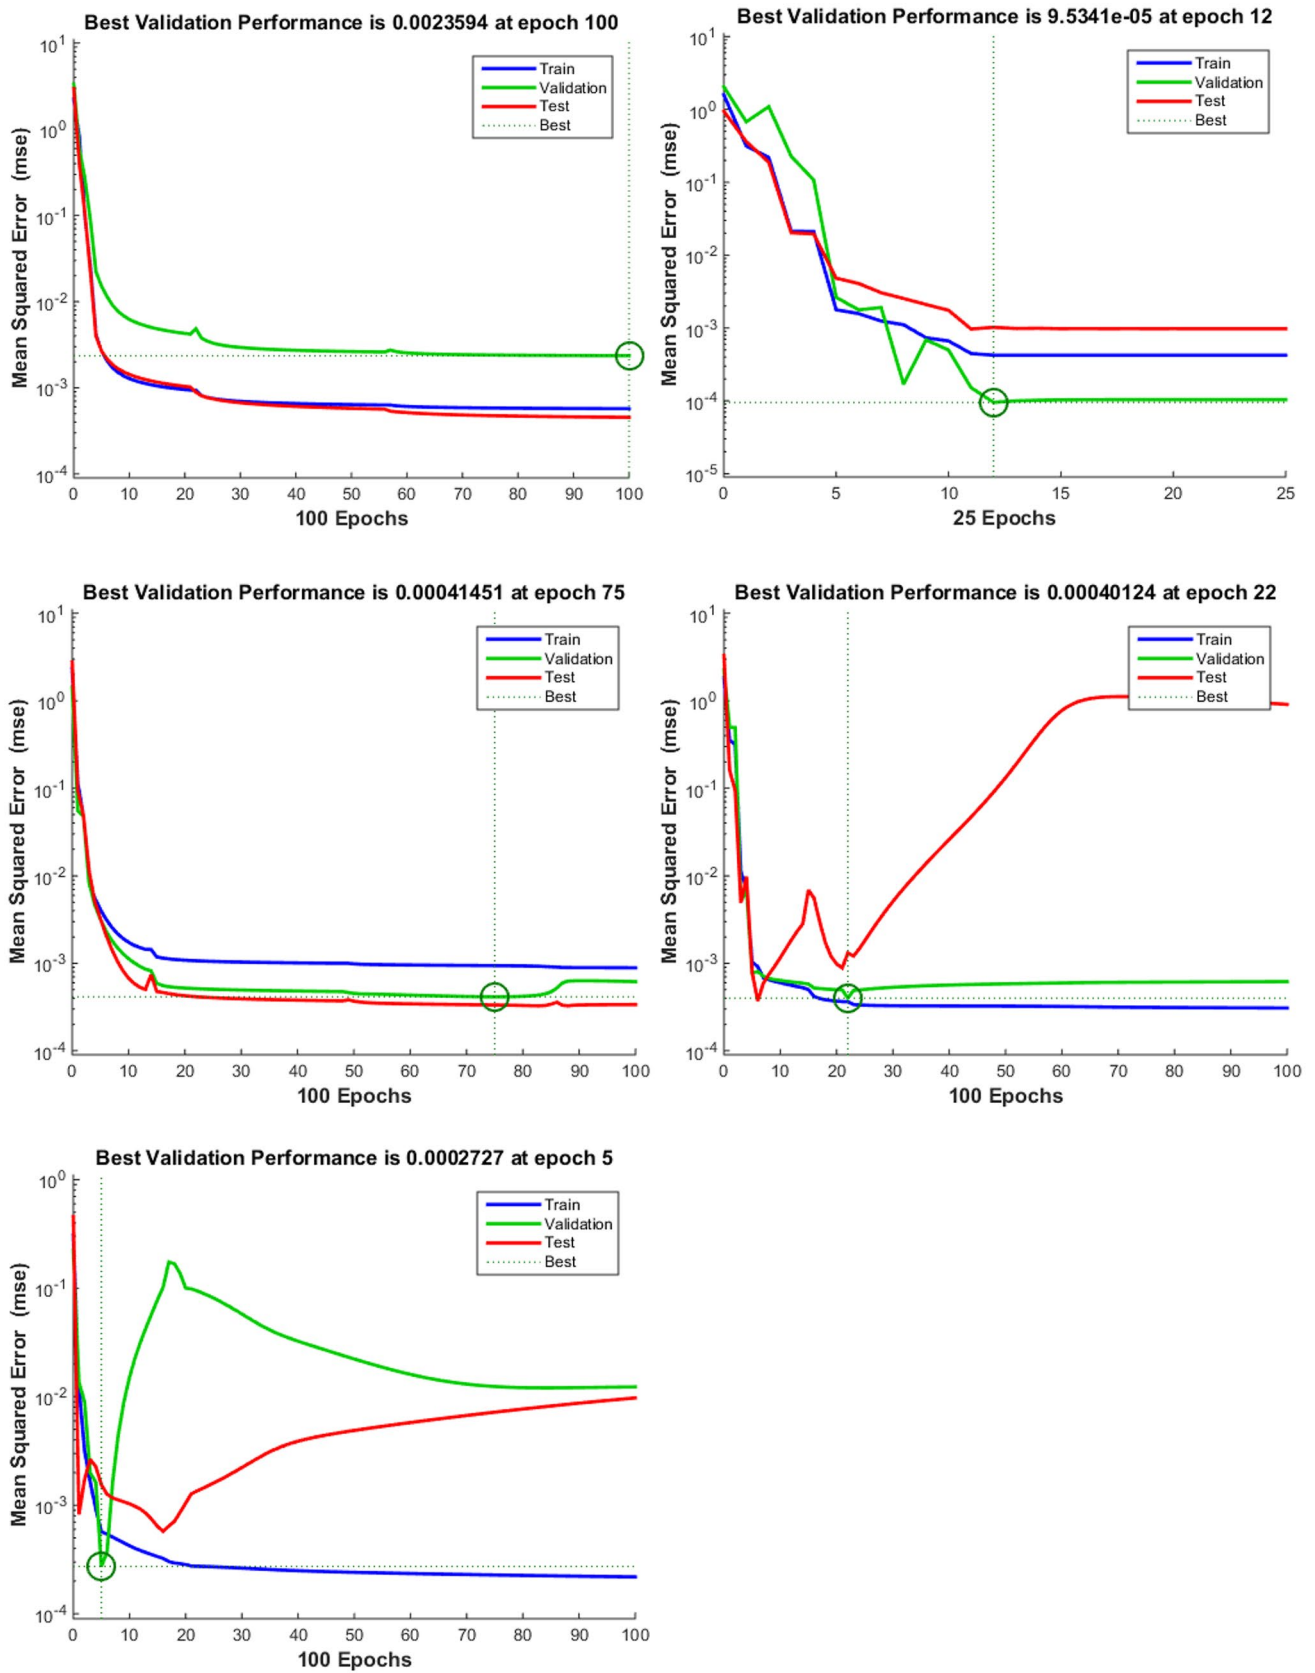 Best Validation Performance is 0.0023594 at epoch 100
Mean Squared Error (mse)
10^1
10^0
10^-1
10^-2
10^-3
10^-4
Train
Validation
Test
Best
0 10 20 30 40 50 60 70 80 90 100
100 Epochs
Best Validation Performance is 9.5341e-05 at epoch 12
Mean Squared Error (mse)
10^1
10^0
10^-1
10^-2
10^-3
10^-4
10^-5
Train
Validation
Test
Best
0 5 10 15 20 25
25 Epochs
Best Validation Performance is 0.00041451 at epoch 75
Mean Squared Error (mse)
10^1
10^0
10^-1
10^-2
10^-3
10^-4
Train
Validation
Test
Best
0 10 20 30 40 50 60 70 80 90 100
100 Epochs
Best Validation Performance is 0.00040124 at epoch 22
Mean Squared Error (mse)
10^1
10^0
10^-1
10^-2
10^-3
10^-4
Train
Validation
Test
Best
0 10 20 30 40 50 60 70 80 90 100
100 Epochs
Best Validation Performance is 0.0002727 at epoch 5
Mean Squared Error (mse)
10^0
10^-1
10^-2
10^-3
10^-4
Train
Validation
Test
Best
0 10 20 30 40 50 60 70 80 90 100
100 Epochs